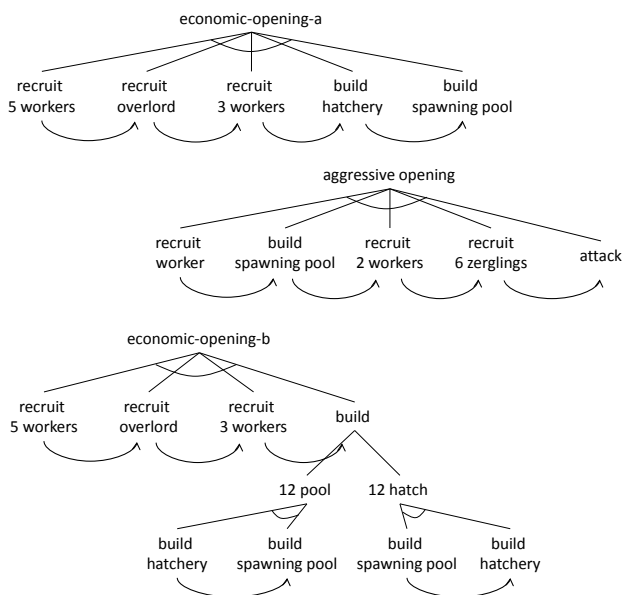 economic-opening-a
recruit 5 workers
recruit overlord
recruit 3 workers
build hatchery
build spawning pool
aggressive opening
recruit worker
build spawning pool
recruit 2 workers
recruit 6 zerglings
attack
economic-opening-b
recruit 5 workers
recruit overlord
recruit 3 workers
build
12 pool
12 hatch
build hatchery
build spawning pool
build spawning pool
build hatchery